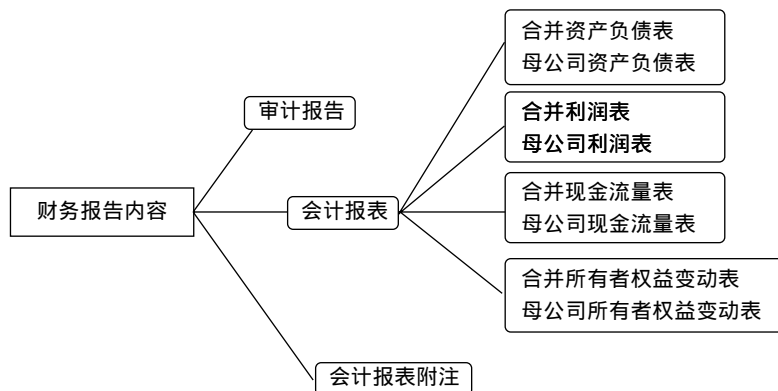 合并资产负债表
母公司资产负债表
审计报告
合并利润表
母公司利润表
财务报告内容
会计报表
合并现金流量表
母公司现金流量表
合并所有者权益变动表
母公司所有者权益变动表
会计报表附注